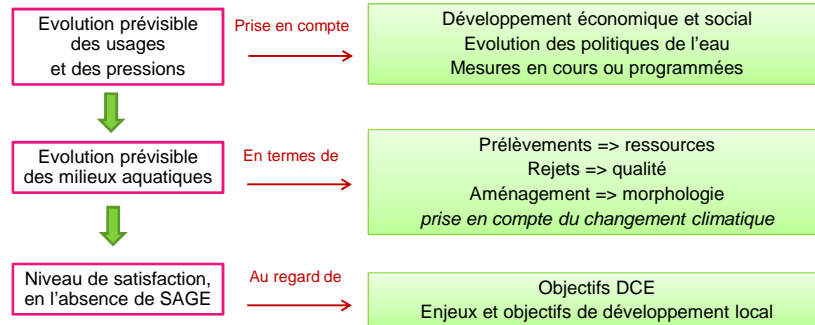 Evolution prévisible
des usages
et des pressions
Prise en compte
Développement économique et social
Evolution des politiques de l'eau
Mesures en cours ou programmées
Evolution prévisible
des milieux aquatiques
En termes de
Prélèvements => ressources
Rejets => qualité
Aménagement => morphologie
prise en compte du changement climatique
Niveau de satisfaction,
en l'absence de SAGE
Au regard de
Objectifs DCE
Enjeux et objectifs de développement local